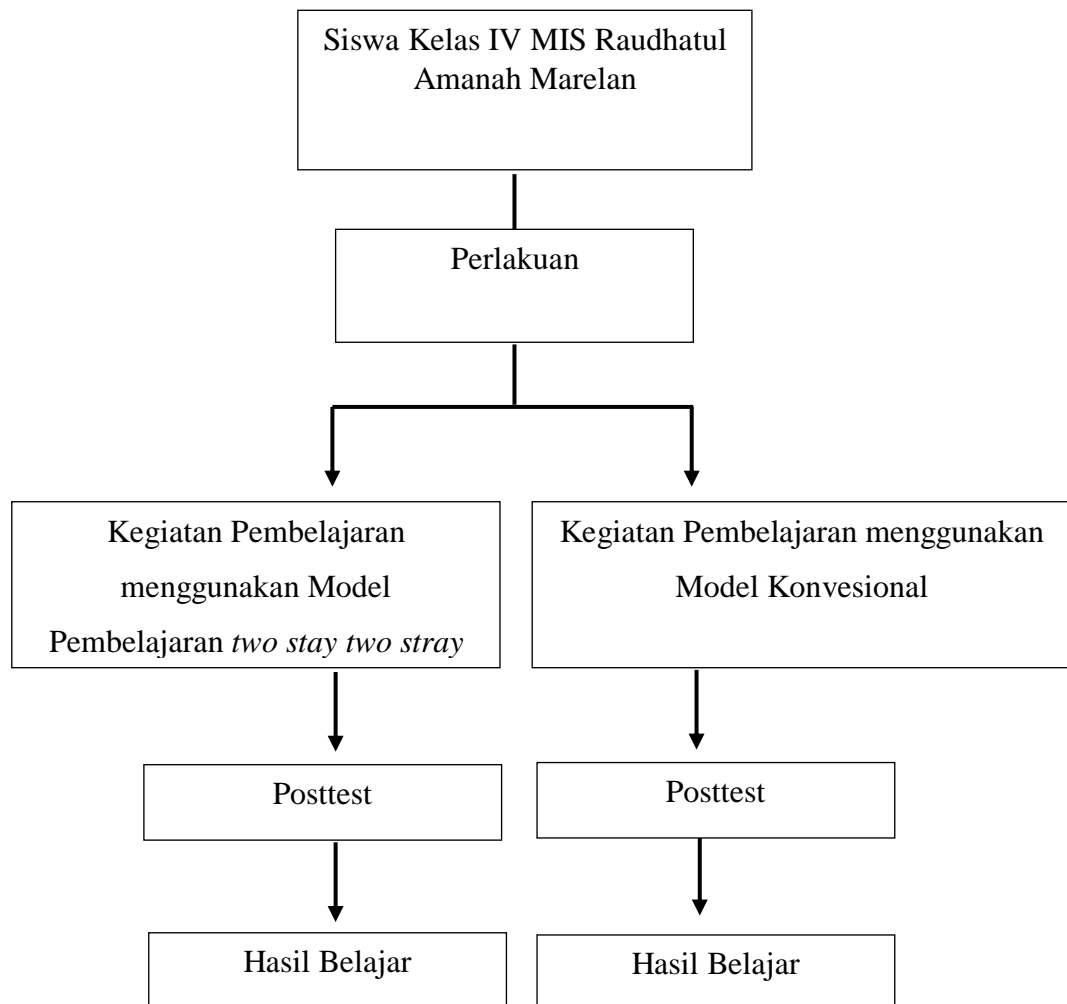 Siswa Kelas IV MIS Raudhatul
Amanah Marelan
Perlakuan
Kegiatan Pembelajaran
menggunakan Model
Pembelajaran two stay two stray
Kegiatan Pembelajaran menggunakan
Model Konvesional
Posttest
Posttest
Hasil Belajar
Hasil Belajar